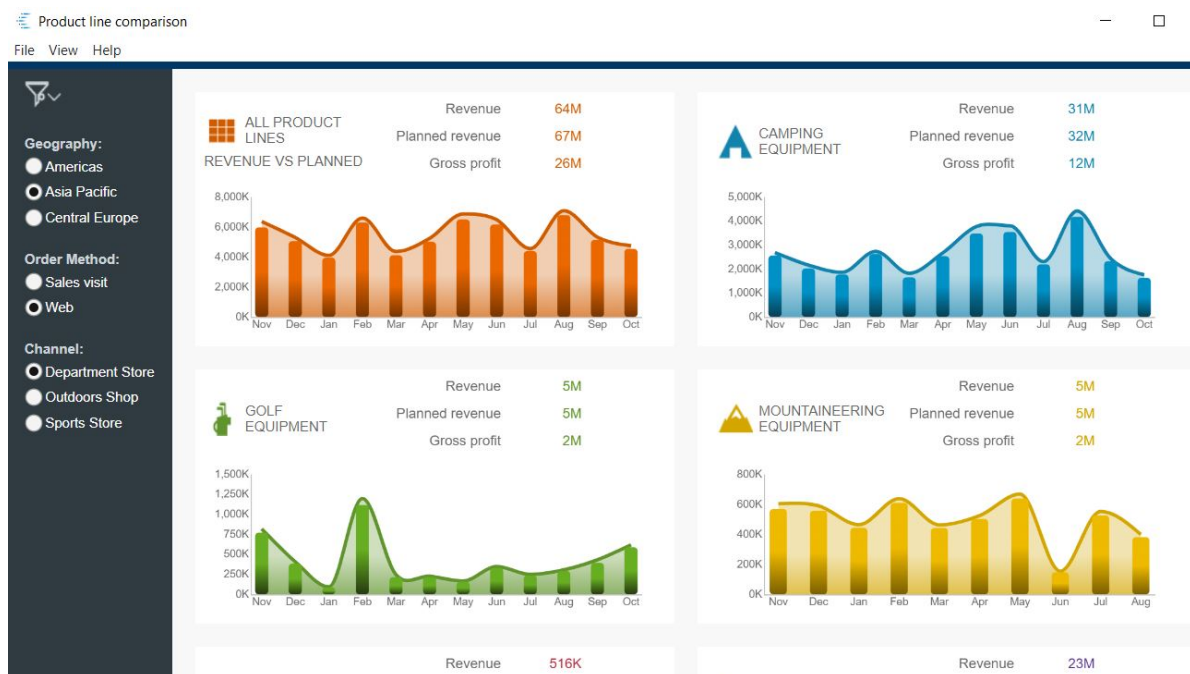 Product line comparison
File View Help
Geography:
Americas
Asia Pacific
Central Europe
Order Method:
Sales visit
Web
Channel:
Department Store
Outdoors Shop
Sports Store
ALL PRODUCT
LINES
REVENUE VS PLANNED
Revenue 64M
Planned revenue 67M
Gross profit 26M
8,000K
6,000K
4,000K
2,000K
0K
Nov Dec Jan Feb Mar Apr May Jun Jul Aug Sep Oct
CAMPING
EQUIPMENT
Revenue 31M
Planned revenue 32M
Gross profit 12M
5,000K
4,000K
3,000K
2,000K
1,000K
0K
Nov Dec Jan Feb Mar Apr May Jun Jul Aug Sep Oct
GOLF
EQUIPMENT
Revenue 5M
Planned revenue 5M
Gross profit 2M
1,500K
1,250K
1,000K
750K
500K
250K
0K
Nov Dec Jan Feb Mar Apr May Jun Jul Aug Sep Oct
MOUNTAINEERING
EQUIPMENT
Revenue 5M
Planned revenue 5M
Gross profit 2M
800K
600K
400K
200K
0K
Nov Dec Jan Feb Mar Apr May Jun Jul Aug
Revenue 516K
Revenue 23M